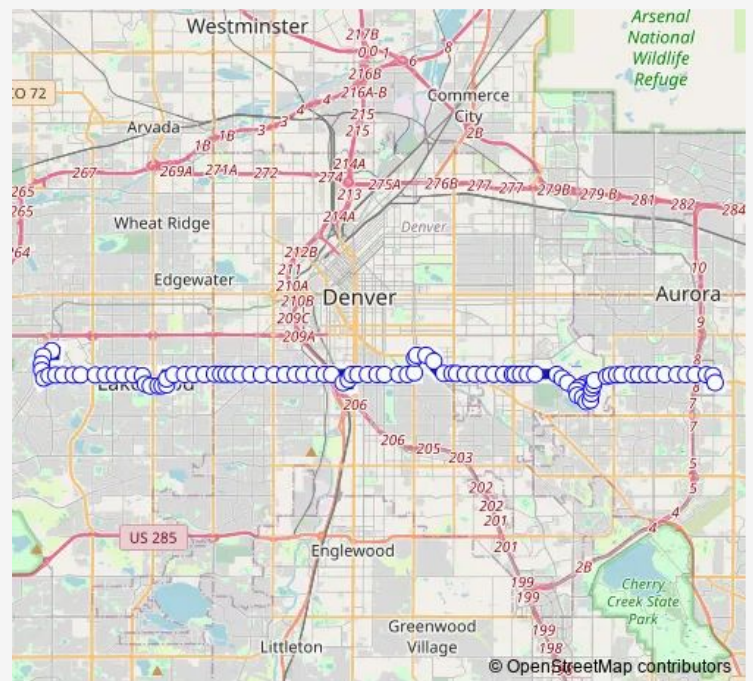 Westminster
217B
0
0
1
6
8
216B
216A-B
215
215
Arsenal
National
Wildlife
Refuge
CO 72
Commerce
City
4
4
3
3
1B
1B
2B
Arvada
267
269A
271A
272
274
214A
213
275A
276B
277
277
279B
279-B
281
282
284
265
265
264
214A
Wheat Ridge
Denver
212B
211
210A
210B
209C
209A
Edgewater
Denver
Aurora
10
9
8
8
7
7
5
5
4
4
Lakewood
206
206
205
203
202
202
201
201
US 285
Englewood
199
199
2B
Cherry
Creek State
Park
199
198
Greenwood
Village
Littleton
© OpenStreetMap contributors